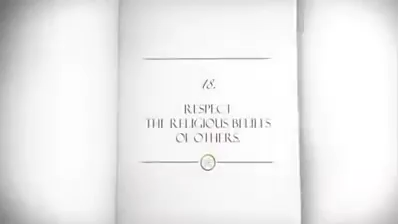 18.
RESPECT
THE RELIGIOUS BELIEFS
OF OTHERS.